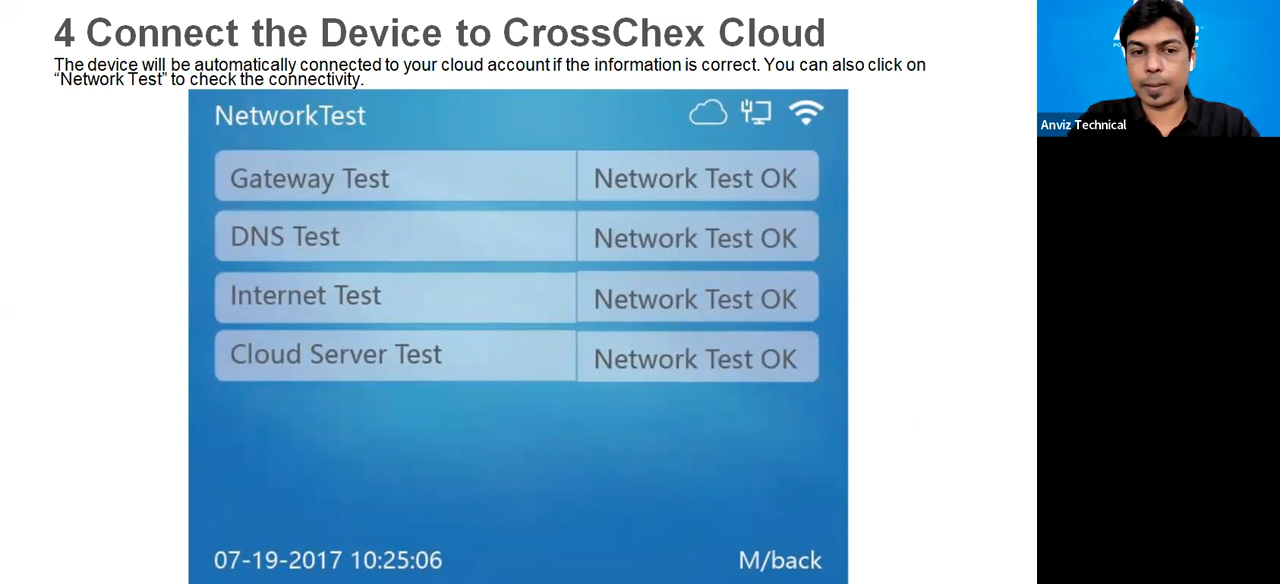 4 Connect the Device to CrossChex Cloud
The device will be automatically connected to your cloud account if the information is correct. You can also click on
“Network Test” to check the connectivity.
NetworkTest
Gateway Test Network Test OK
DNS Test Network Test OK
Internet Test Network Test OK
Cloud Server Test Network Test OK
07-19-2017 10:25:06 M/back
Anviz Technical